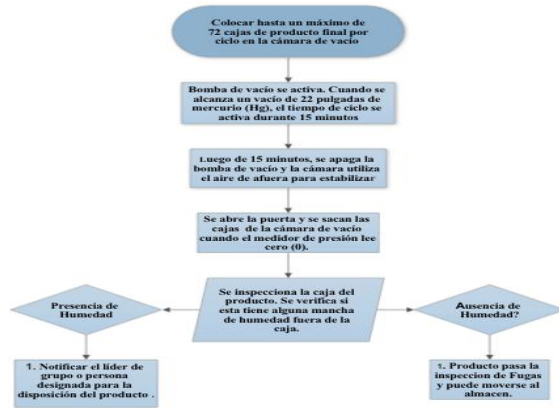 Colocar hasta un máximo de
72 cajas de producto final por
ciclo en la cámara de vacío
Bomba de vacío se activa. Cuando se
alcanza un vacío de 22 pulgadas de
mercurio (Hg), el tiempo de ciclo se
activa durante 15 minutos
Luego de 15 minutos, se apaga la
bomba de vacío y la cámara utiliza
el aire de afuera para estabilizar
Se abre la puerta y se sacan las
cajas de la cámara de vacío
cuando el medidor de presión lee
cero (0).
Se inspecciona la caja del
producto. Se verifica si
esta tiene alguna mancha
de humedad fuera de la
caja.
Presencia de
Humedad
Ausencia de
Humedad?
1. Notificar el líder de
grupo o persona
designada para la
disposición del producto .
1. Producto pasa la
inspeccion de Fugas
y puede moverse al
almacen.